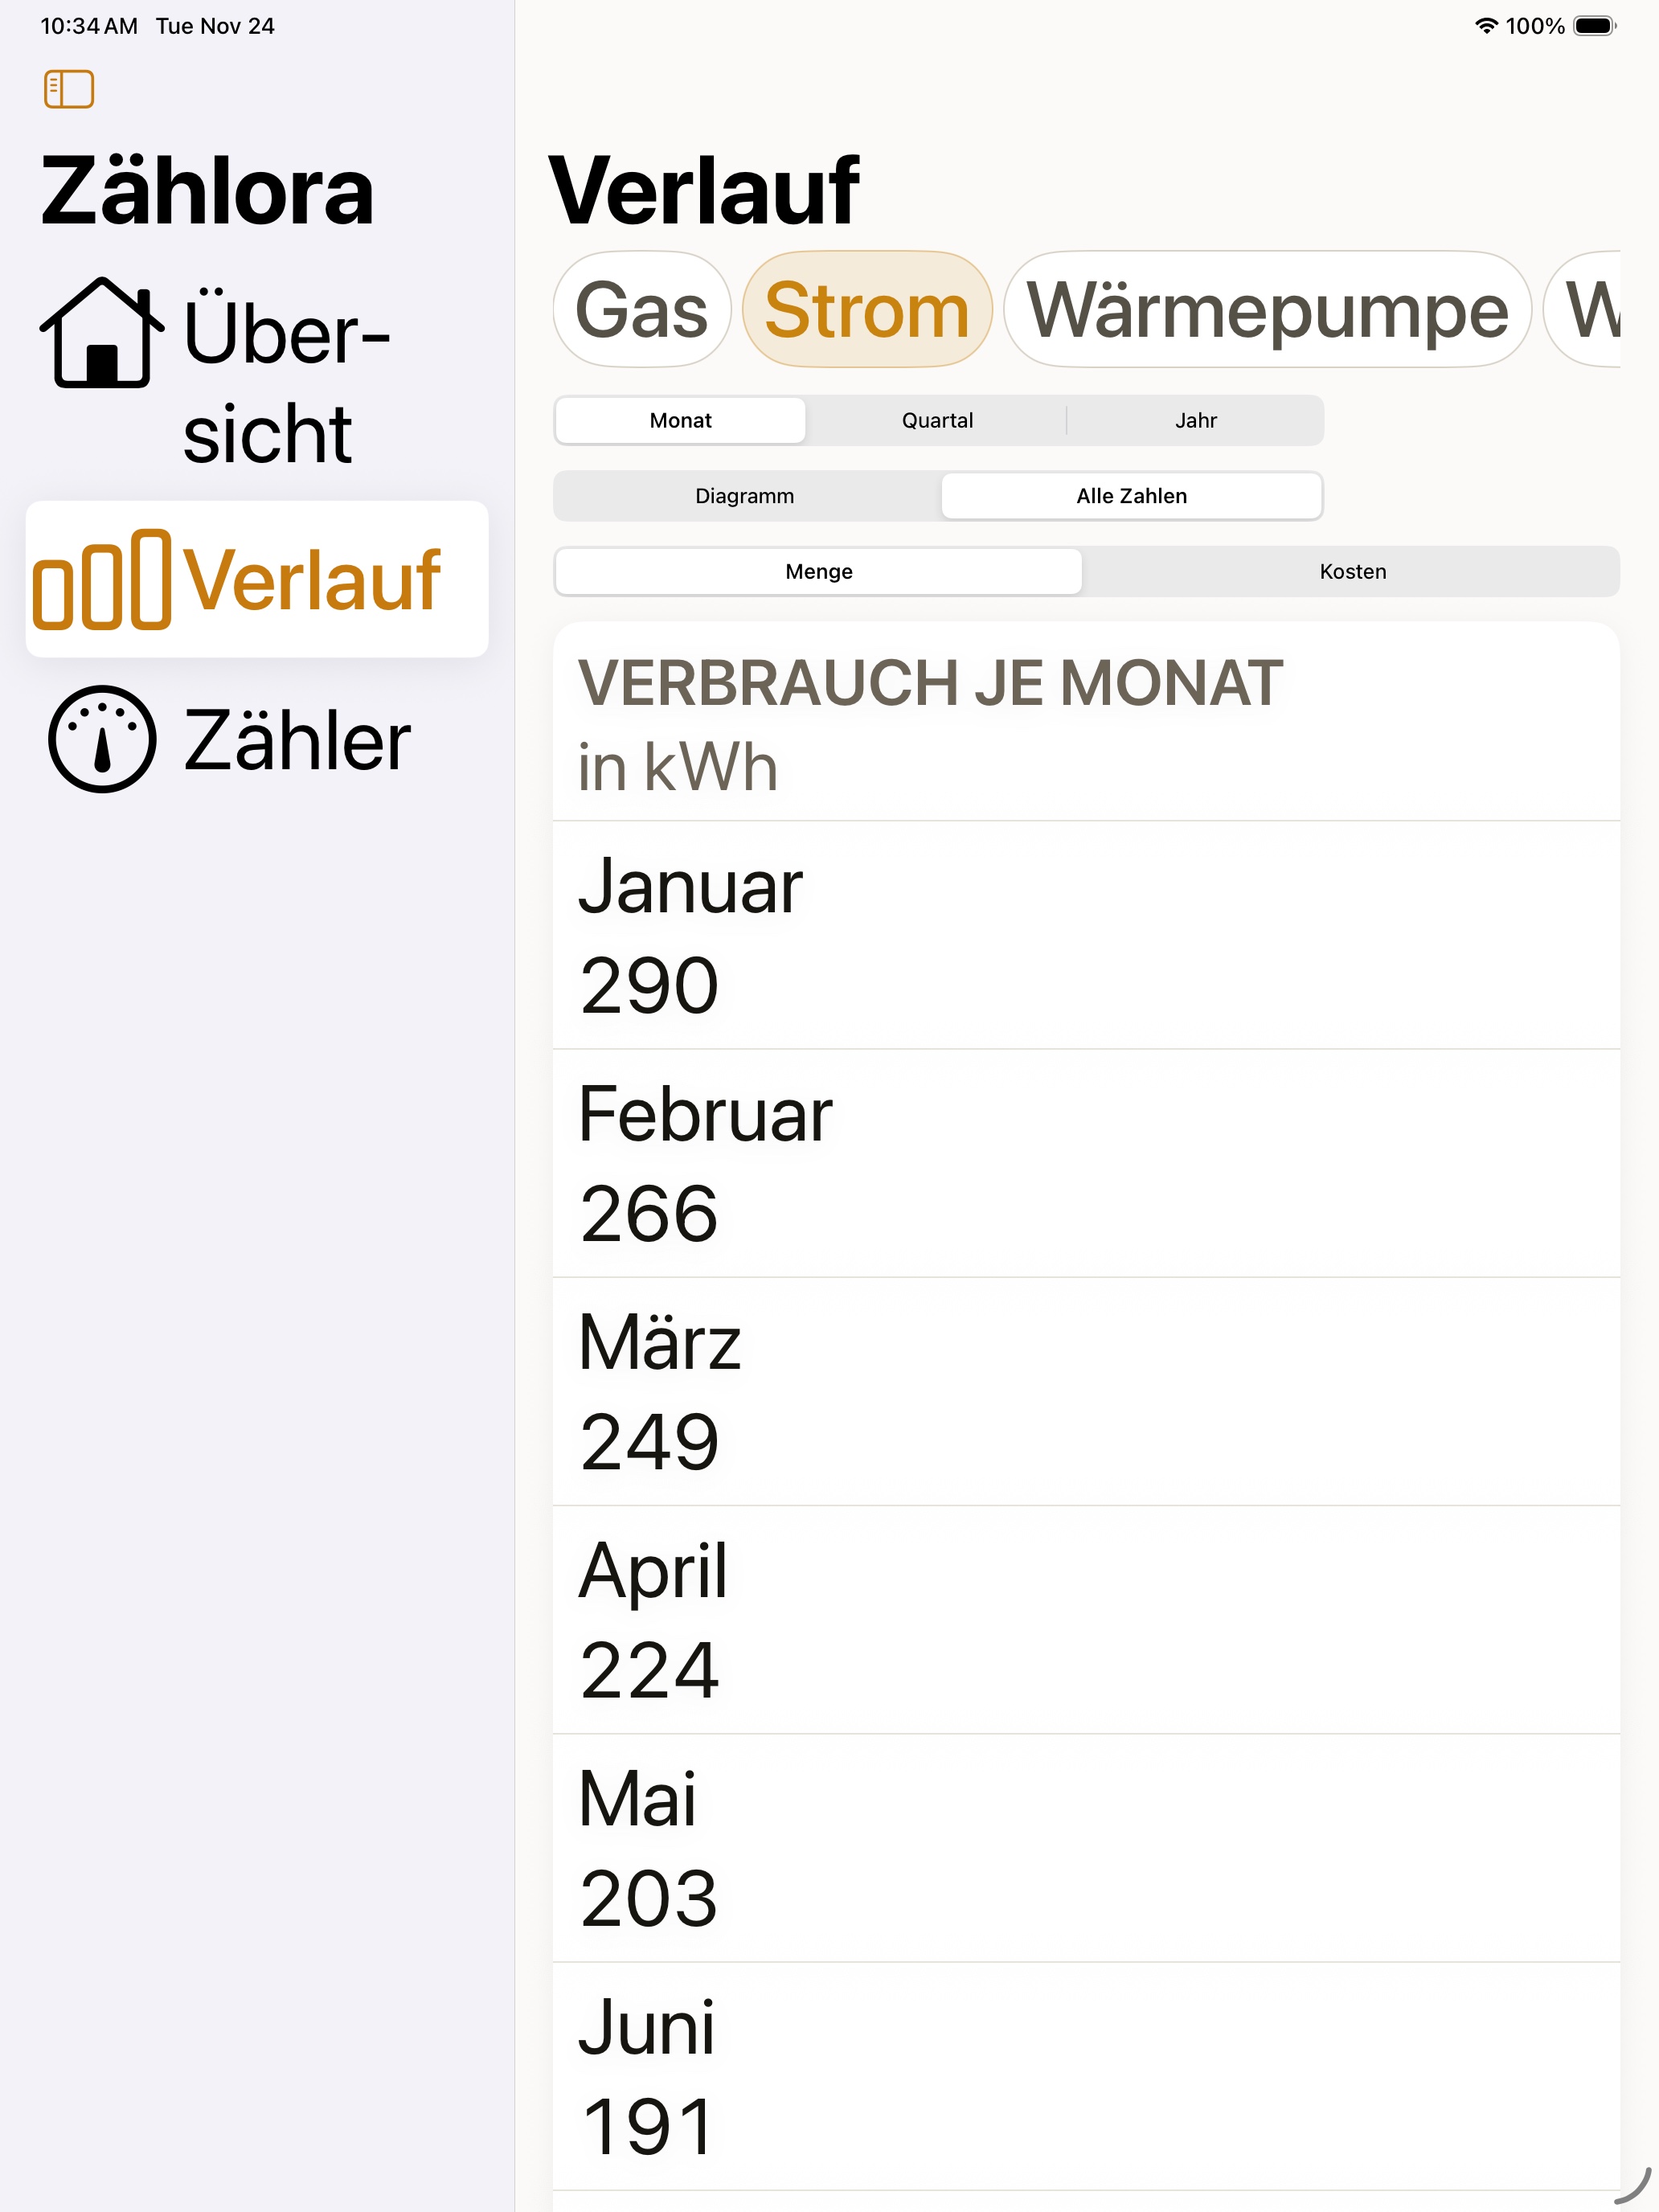 10:34 AM Tue Nov 24
100%
Zählora
Über-
sicht
Verlauf
Zähler
Verlauf
Gas Strom Wärmepumpe W
Monat Quartal Jahr
Diagramm Alle Zahlen
Menge Kosten
VERBRAUCH JE MONAT
in kWh
Januar
290
Februar
266
März
249
April
224
Mai
203
Juni
191